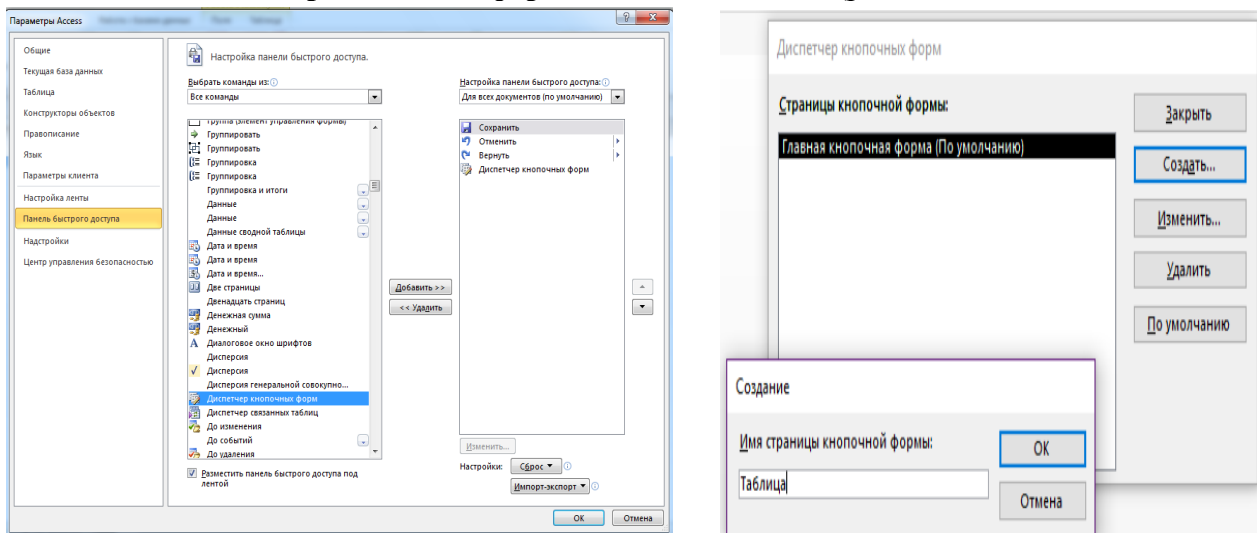 Параметры Access
Общие
Текущая база данных
Таблица
Конструкторы объектов
Правописание
Язык
Параметры клиента
Настройка ленты
Панель быстрого доступа
Надстройки
Центр управления безопасностью
Настройка панели быстрого доступа.
Выбрать команды из:
Все команды
Группа (элемент управления формы)
Группировать
Группировать
Группировка
Группировка
Группировка и итоги
Данные
Данные
Данные сводной таблицы
Дата и время
Дата и время
Дата и время...
Две страницы
Двенадцать страниц
Денежная сумма
Денежный
Диалоговое окно шрифтов
Дисперсия
Дисперсия
Дисперсия генеральной совокупно...
Диспетчер кнопочных форм
Диспетчер связанных таблиц
До изменения
До событий
До удаления
Разместить панель быстрого доступа под
лентой
Добавить >>
<< Удалить
Настройка панели быстрого доступа:
Для всех документов (по умолчанию)
Сохранить
Отменить
Вернуть
Диспетчер кнопочных форм
Изменить...
Настройки: Сброс
Импорт-экспорт
ОК Отмена
Диспетчер кнопочных форм
Страницы кнопочной формы:
Главная кнопочная форма (По умолчанию)
Закрыть
Создать...
Изменить...
Удалить
По умолчанию
Создание
Имя страницы кнопочной формы:
Таблица
ОК
Отмена